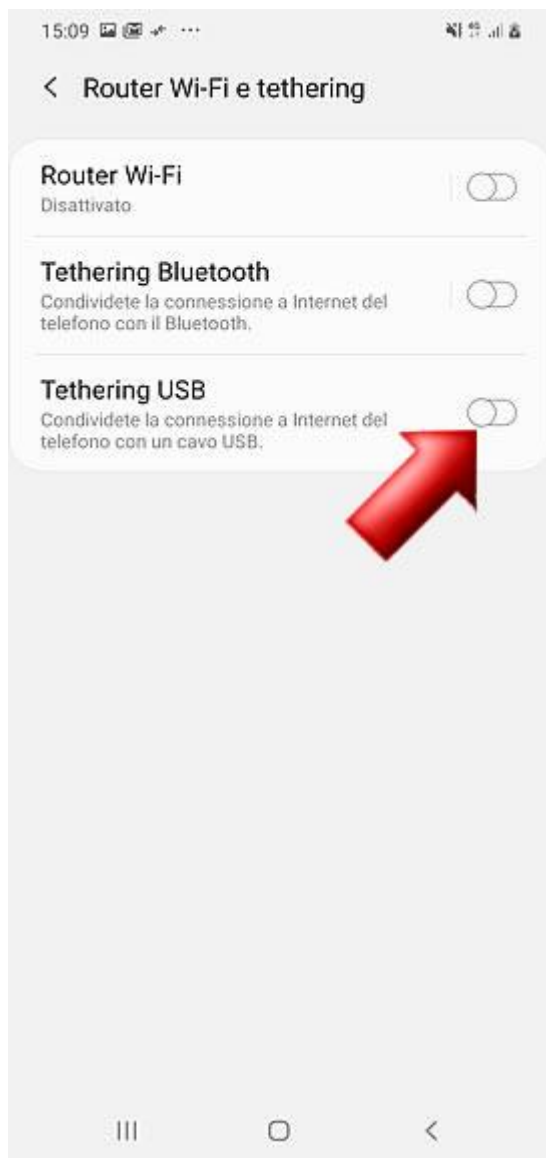 15:09
Router Wi-Fi e tethering
Router Wi-Fi
Disattivato
Tethering Bluetooth
Condividete la connessione a Internet del
telefono con il Bluetooth.
Tethering USB
Condividete la connessione a Internet del
telefono con un cavo USB.